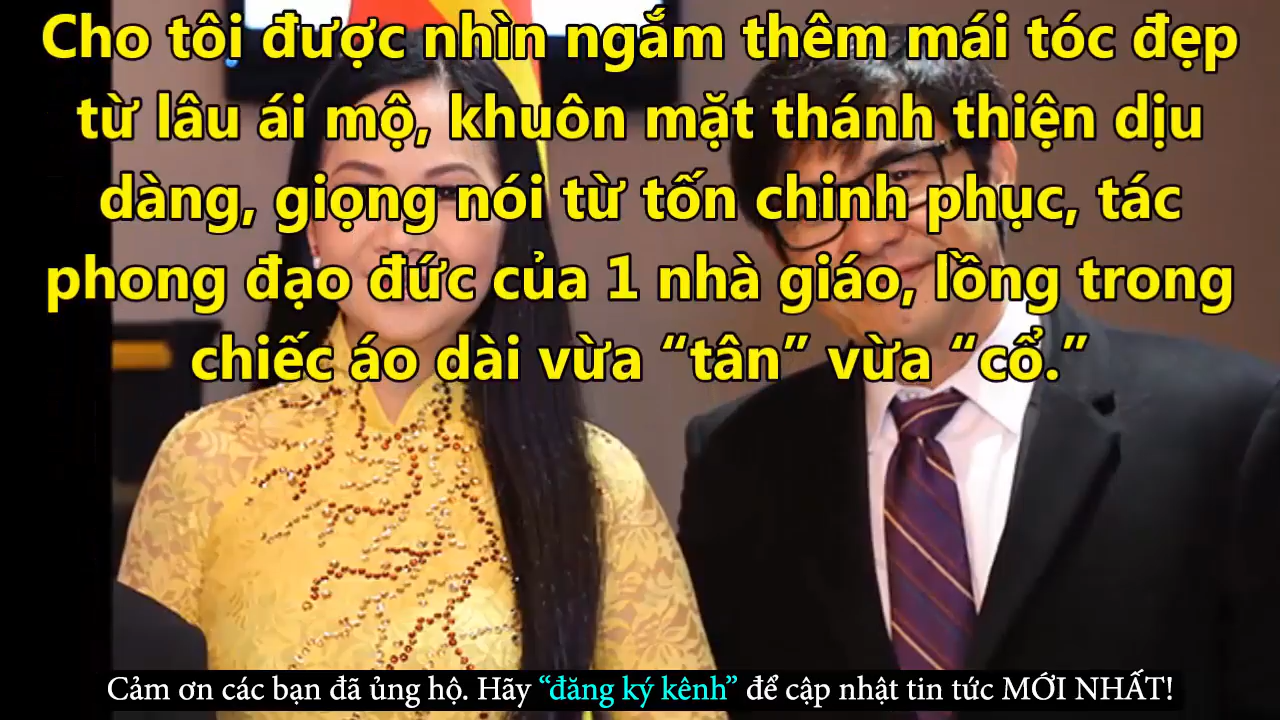 Cho tôi được nhìn ngắm thêm mái tóc đẹp
từ lâu ái mộ, khuôn mặt thánh thiện dịu
dàng, giọng nói từ tốn chinh phục, tác
phong đạo đức của 1 nhà giáo, lồng trong
chiếc áo dài vừa “tân” vừa “cổ.”
Cảm ơn các bạn đã ủng hộ. Hãy “đăng ký kênh” để cập nhật tin tức MỚI NHẤT!